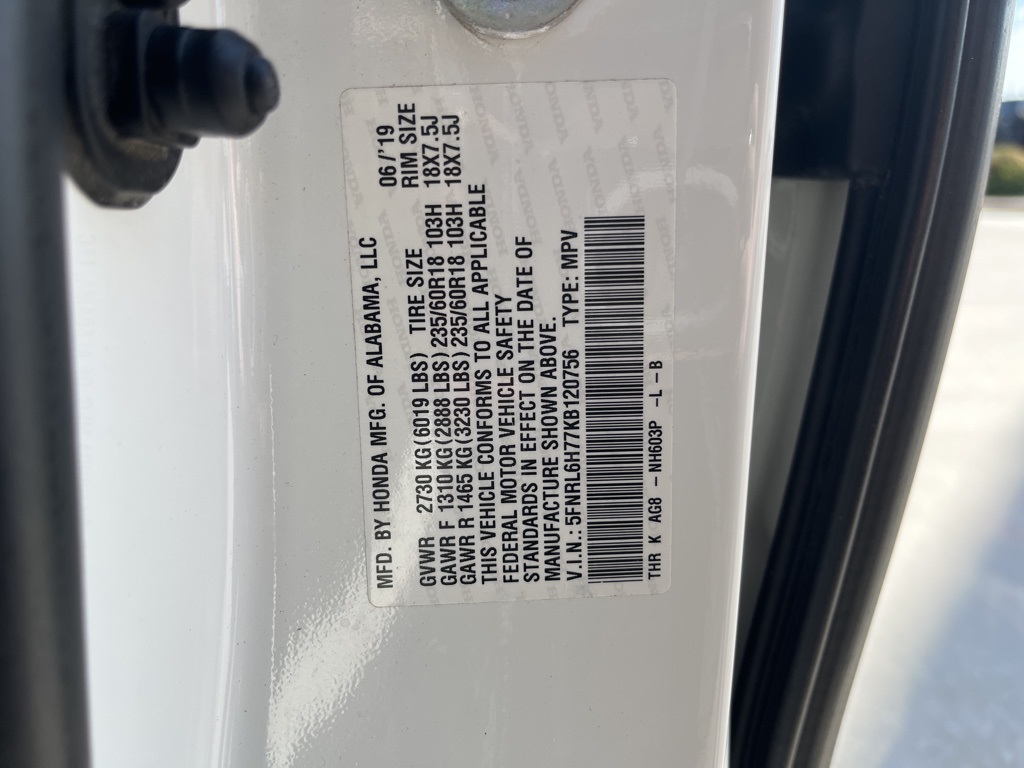 MFD. BY HONDA MFG. OF ALABAMA, LLC 06/'19
GVWR 2730 KG(6019 LBS) TIRE SIZE RIM SIZE
GAWR F 1310 KG(2888 LBS) 235/60R18 103H 18X7.5J
GAWR R 1465 KG(3230 LBS) 235/60R18 103H 18X7.5J
THIS VEHICLE CONFORMS TO ALL APPLICABLE
FEDERAL MOTOR VEHICLE SAFETY
STANDARDS IN EFFECT ON THE DATE OF
MANUFACTURE SHOWN ABOVE.
V.I.N.: 5FNRL6H77KB120756 TYPE: MPV
THR K AG8 - NH603P -L-B